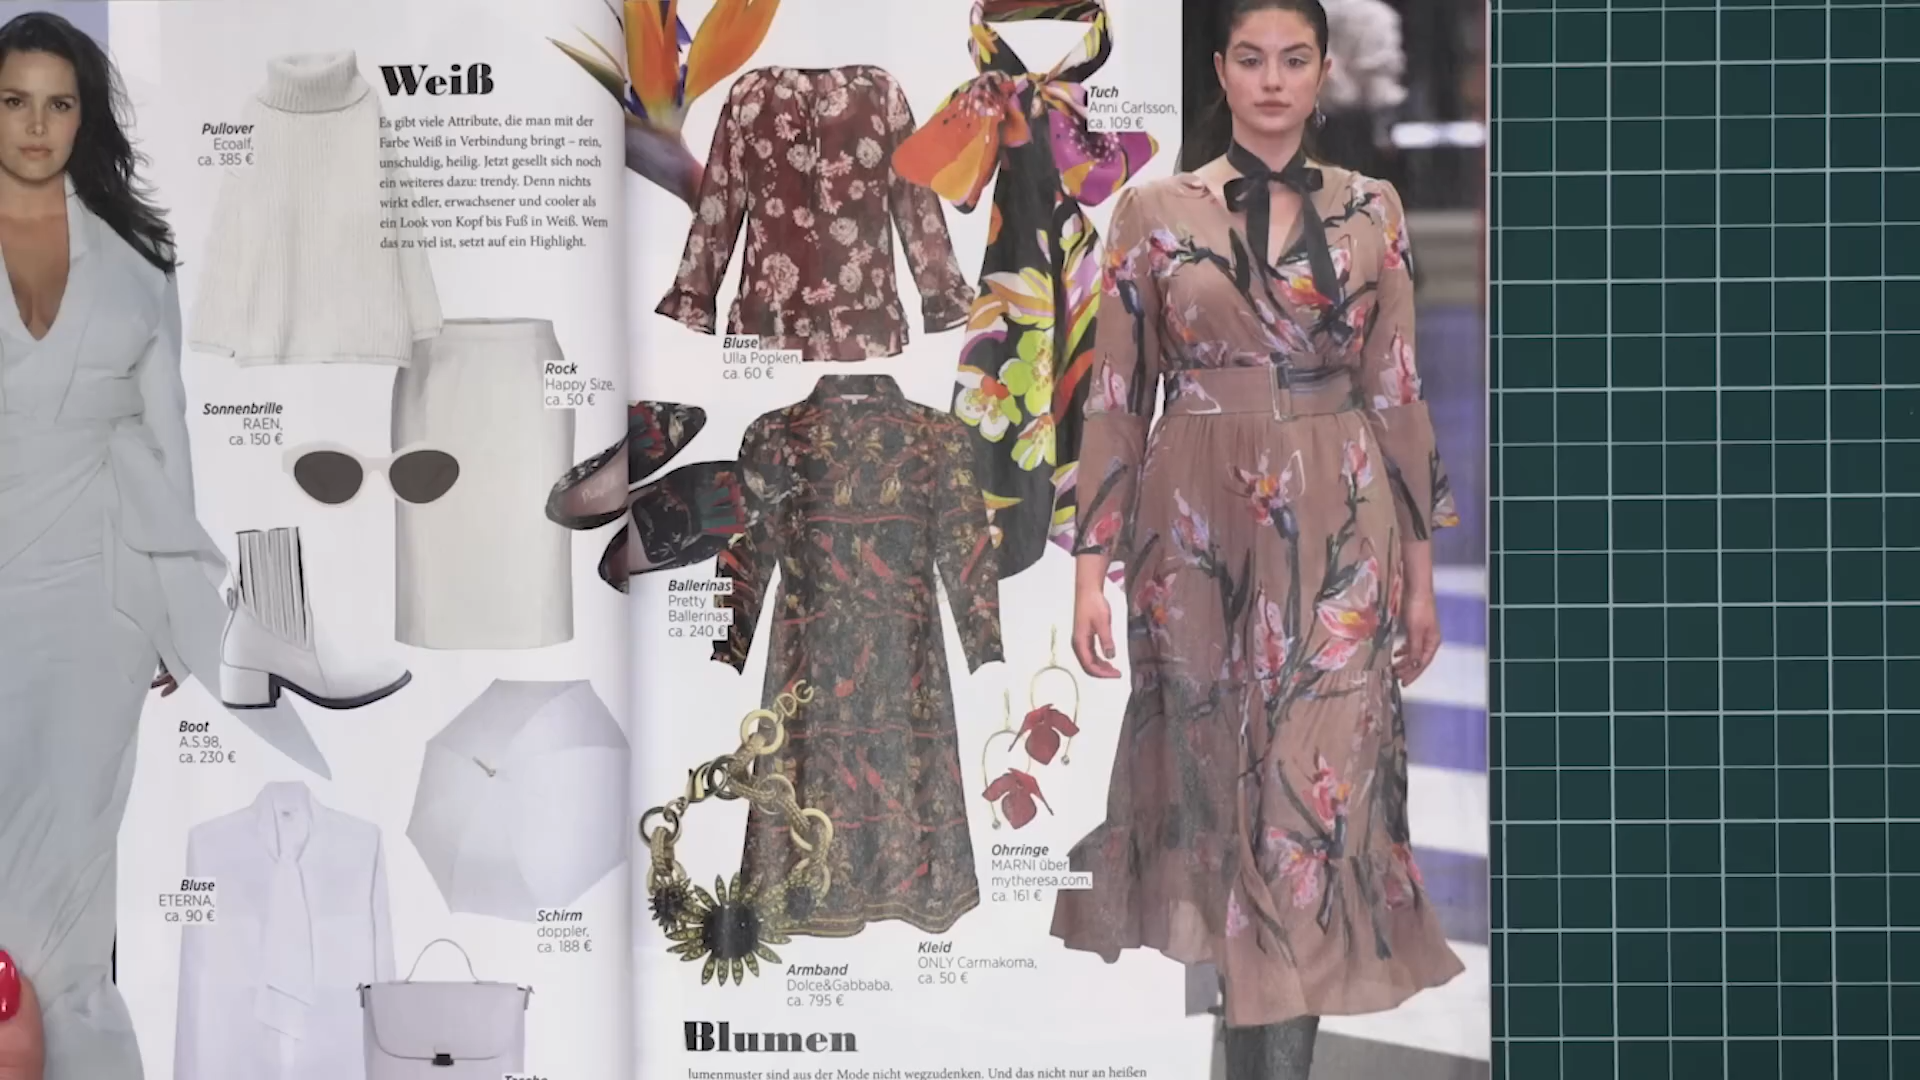 Weiß
Es gibt viele Attribute, die man mit der
Farbe Weiß in Verbindung bringt – rein,
unschuldig, heilig. Jetzt gesellt sich noch
ein weiteres dazu: trendy. Denn nichts
wirkt edler, erwachsener und cooler als
ein Look von Kopf bis Fuß in Weiß. Wem
das zu viel ist, setzt auf ein Highlight.
Pullover
Ecoalf,
ca. 385 €
Rock
Happy Size,
ca. 50 €
Sonnenbrille
RAEN,
ca. 150 €
Boot
A.S.98,
ca. 230 €
Bluse
ETERNA,
ca. 90 €
Schirm
doppler,
ca. 188 €
Tuch
Anni Carlsson,
ca. 109 €
Bluse
Ulla Popken,
ca. 60 €
Ballerinas
Pretty
Ballerinas,
ca. 240 €
DG
Ohrringe
MARNI über
mytheresa.com,
ca. 161 €
Kleid
ONLY Carmakoma,
ca. 50 €
Armband
Dolce&Gabbaba,
ca. 795 €
Blumen
lumenmuster sind aus der Mode nicht wegzudenken. Und das nicht nur an heißen